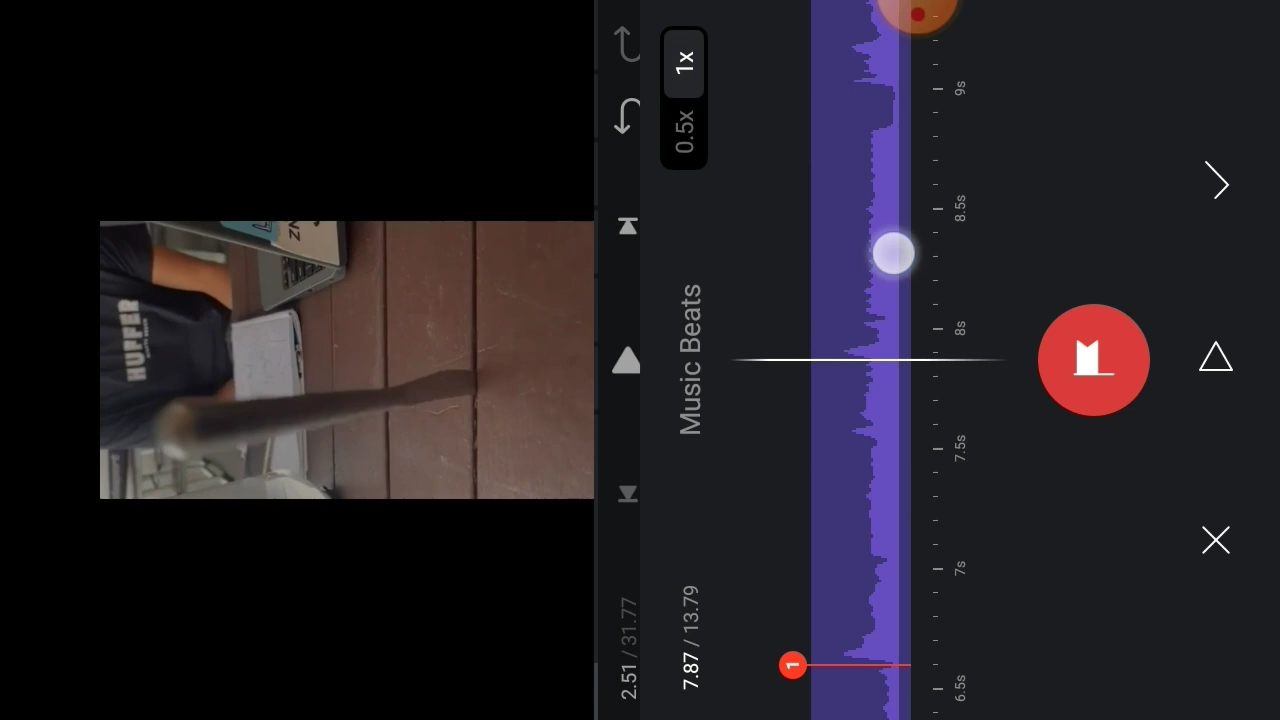 2.51 / 31.77
1x
0.5x
Music Beats
7.87 / 13.79
1
6.5s
7s
7.5s
8s
8.5s
9s
HUFFER
NZ